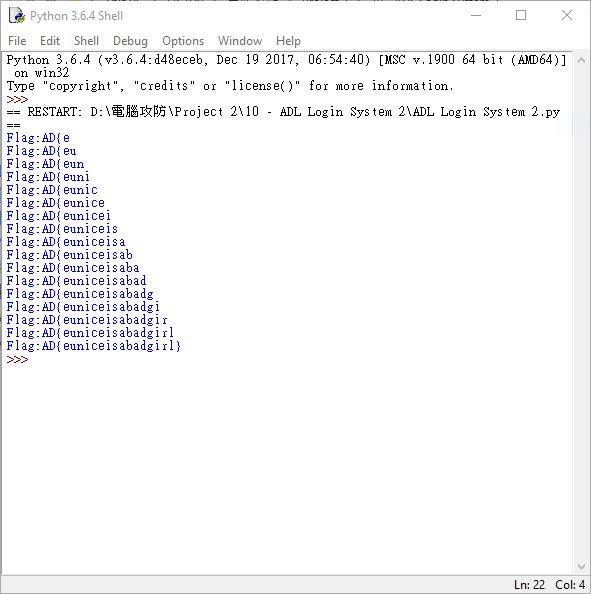 Python 3.6.4 Shell
File Edit Shell Debug Options Window Help
Python 3.6.4 (v3.6.4:d48eceb, Dec 19 2017, 06:54:40) [MSC v.1900 64 bit (AMD64)]
 on win32
Type "copyright", "credits" or "license()" for more information.
>>>
== RESTART: D:\電腦攻防\Project 2\10 - ADL Login System 2\ADL Login System 2.py
==
Flag:AD{e
Flag:AD{eu
Flag:AD{eun
Flag:AD{euni
Flag:AD{eunic
Flag:AD{eunice
Flag:AD{eunicei
Flag:AD{euniceis
Flag:AD{euniceisa
Flag:AD{euniceisab
Flag:AD{euniceisaba
Flag:AD{euniceisabad
Flag:AD{euniceisabadg
Flag:AD{euniceisabadgi
Flag:AD{euniceisabadgir
Flag:AD{euniceisabadgirl
Flag:AD{euniceisabadgirl}
>>>
Ln: 22 Col: 4